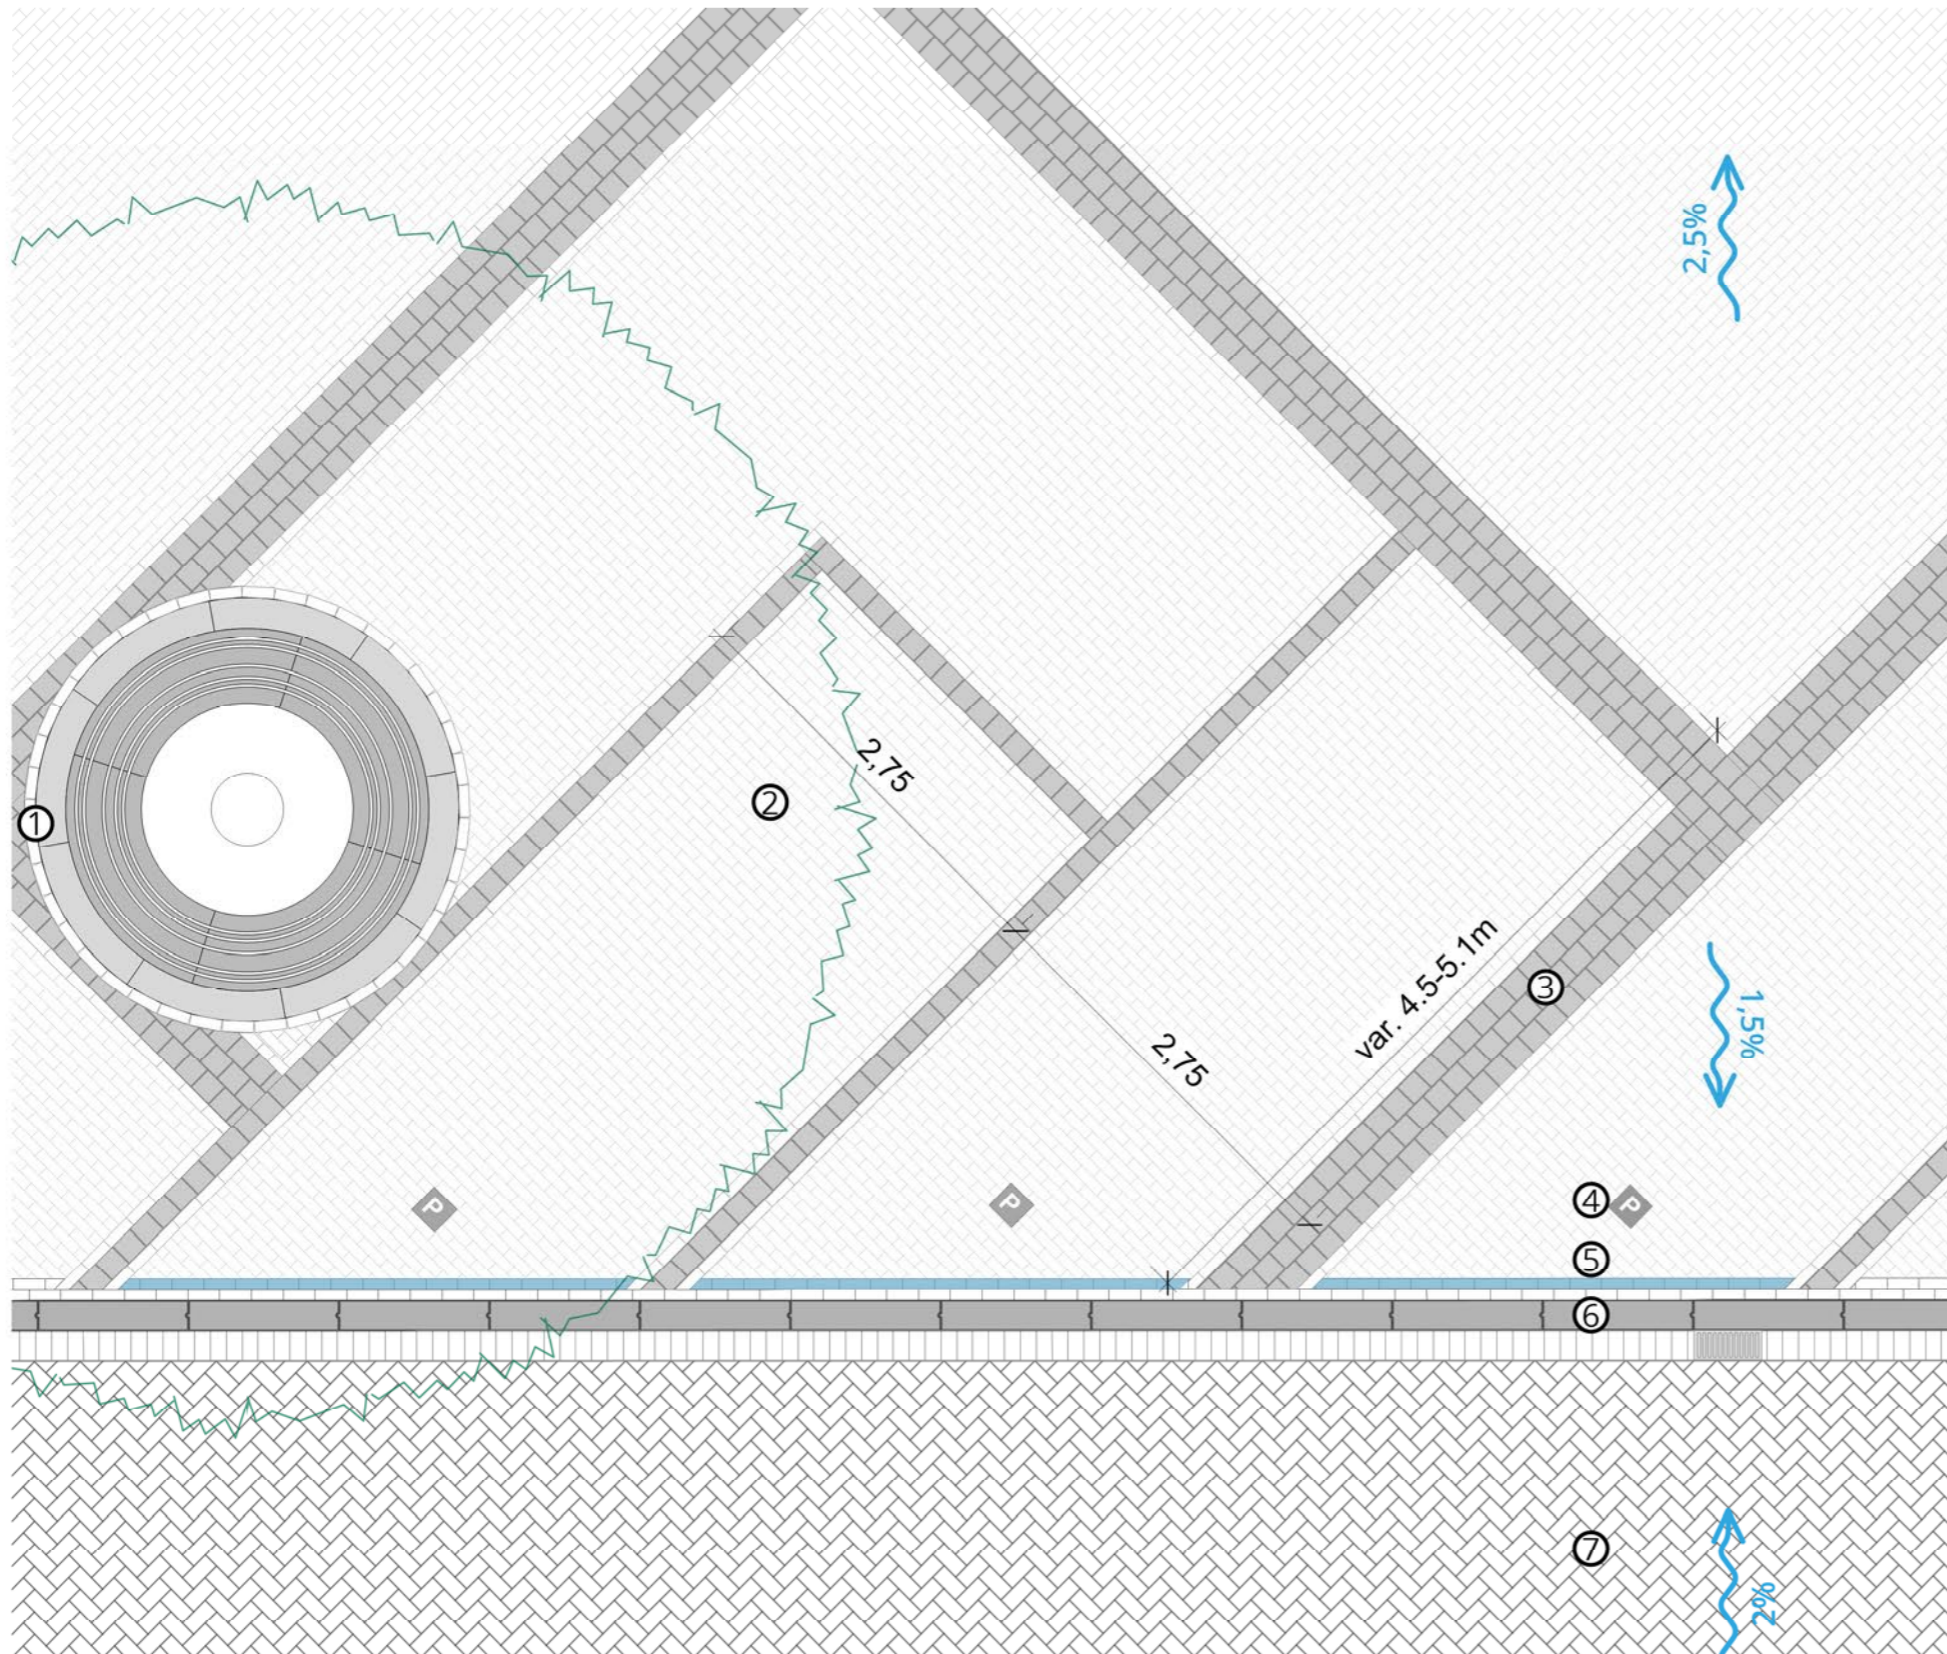 2,5%
2,75
①
②
var. 4.5-5.1m
③
1,5%
2,75
P
P
④ P
⑤
⑥
⑦
2%